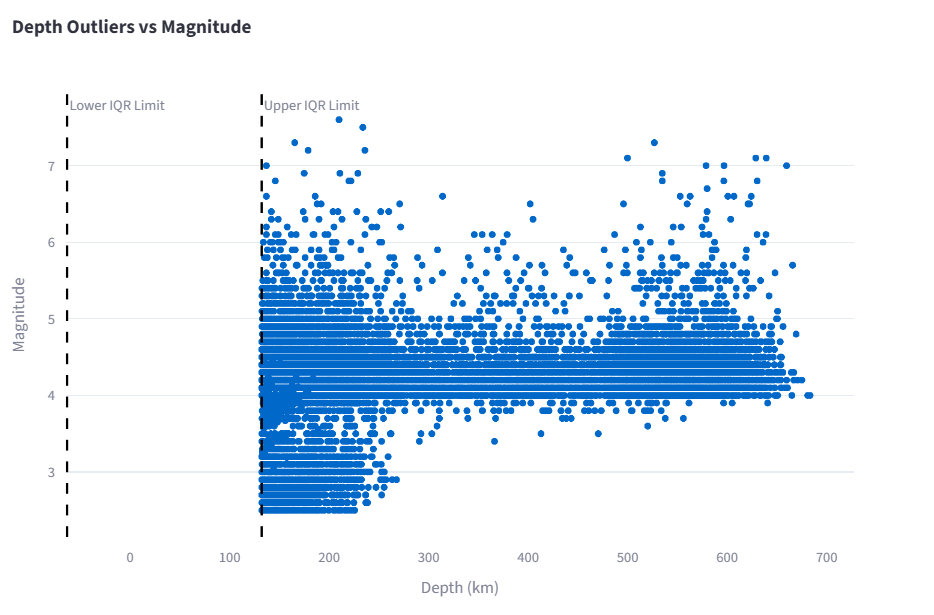 Depth Outliers vs Magnitude
Lower IQR Limit
Upper IQR Limit
7
6
5
4
3
Magnitude
0
100
200
300
400
500
600
700
Depth (km)